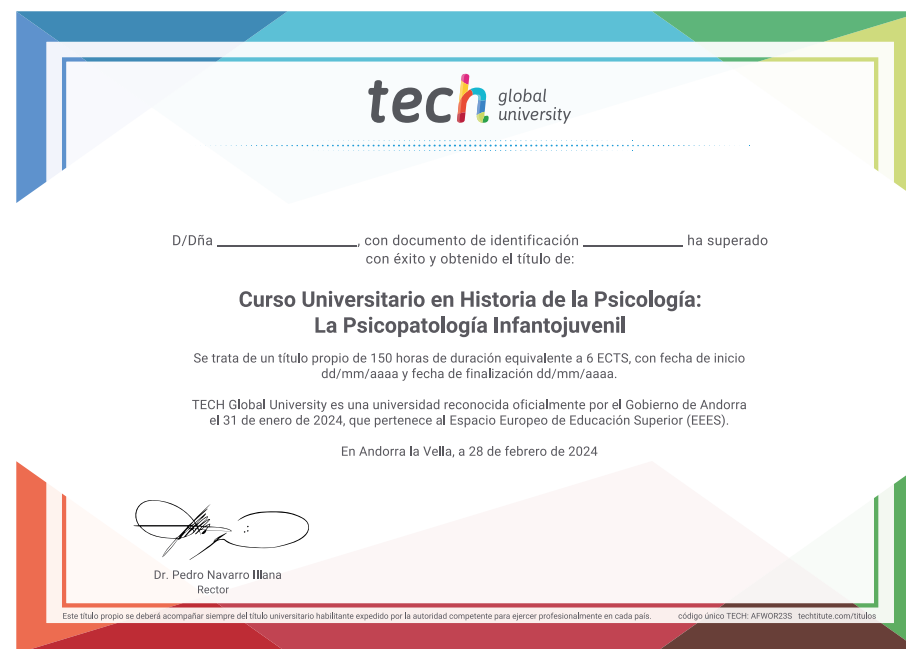 tech global university
D/Dña ____________, con documento de identificación ____________ ha superado
con éxito y obtenido el título de:
Curso Universitario en Historia de la Psicología:
La Psicopatología Infantojuvenil
Se trata de un título propio de 150 horas de duración equivalente a 6 ECTS, con fecha de inicio
dd/mm/aaaa y fecha de finalización dd/mm/aaaa.
TECH Global University es una universidad reconocida oficialmente por el Gobierno de Andorra
el 31 de enero de 2024, que pertenece al Espacio Europeo de Educación Superior (EEES).
En Andorra la Vella, a 28 de febrero de 2024
Dr. Pedro Navarro Illana
Rector
Este título propio se deberá acompañar siempre del título universitario habilitante expedido por la autoridad competente para ejercer profesionalmente en cada país. código único TECH: AFWOR23S techtitute.com/titulos